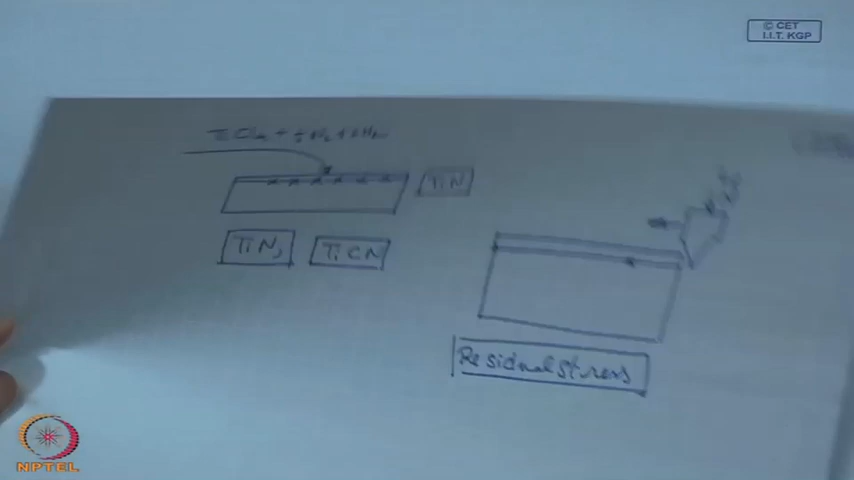 © CET
I.I.T. KGP
TiN
TiN,
TiCN
Residual stress
NPTEL